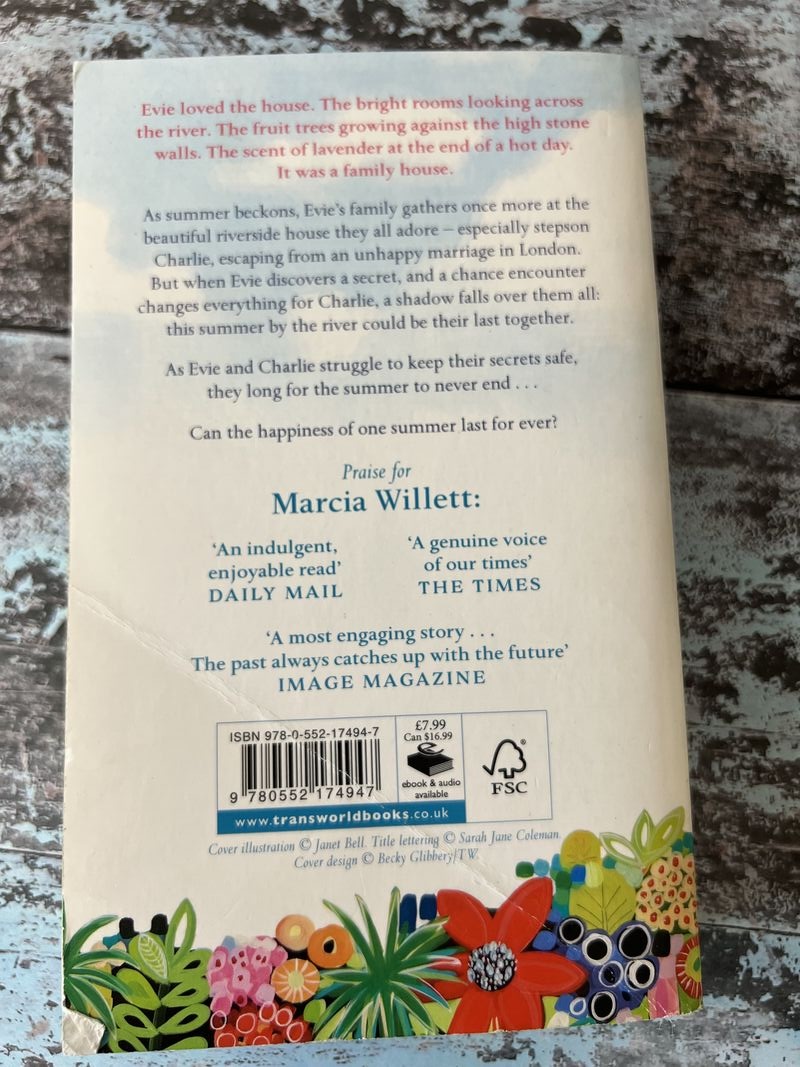 Evie loved the house. The bright rooms looking across
the river. The fruit trees growing against the high stone
walls. The scent of lavender at the end of a hot day.
It was a family house.
As summer beckons, Evie's family gathers once more at the
beautiful riverside house they all adore – especially stepson
Charlie, escaping from an unhappy marriage in London.
But when Evie discovers a secret, and a chance encounter
changes everything for Charlie, a shadow falls over them all:
this summer by the river could be their last together.
As Evie and Charlie struggle to keep their secrets safe,
they long for the summer to never end . . .
Can the happiness of one summer last for ever?
Praise for
Marcia Willett:
'An indulgent,
enjoyable read'
DAILY MAIL
'A genuine voice
of our times'
THE TIMES
'A most engaging story . . .
The past always catches up with the future'
IMAGE MAGAZINE
ISBN 978-0-552-17494-7
9 780552 174947
£7.99
Can $16.99
ebook & audio
available
FSC
www.transworldbooks.co.uk
Cover illustration © Janet Bell. Title lettering © Sarah Jane Coleman.
Cover design © Becky Glibbery/TW.